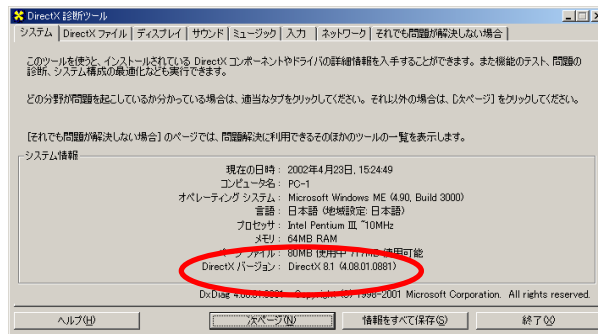 DirectX 診断ツール
システム DirectX ファイル ディスプレイ サウンド ミュージック 入力 ネットワーク それでも問題が解決しない場合
このツールを使うと、インストールされている DirectX コンポーネントやドライバの詳細情報を入手することができます。また機能のテスト、問題の
診断、システム構成の最適化なども実行できます。
どの分野が問題を起こしているか分かっている場合は、適当なタブをクリックしてください。それ以外の場合は、[次ページ] をクリックしてください。
[それでも問題が解決しない場合] のページでは、問題解決に利用できるそのほかのツールの一覧を表示します。
システム情報
現在の日時: 2002年4月23日, 15:24:49
コンピュータ名: PC-1
オペレーティング システム: Microsoft Windows ME (4.90, Build 3000)
言語: 日本語 (地域設定: 日本語)
プロセッサ: Intel Pentium III, ~10MHz
メモリ: 64MB RAM
ページ ファイル: 80MB 使用中 使用可能
DirectX バージョン: DirectX 8.1 (4.08.01.0881)
DxDiag 4.08.01.0881 Copyright (C) 1998-2001 Microsoft Corporation. All rights reserved.
ヘルプ(H) 次ページ(N) 情報をすべて保存(S) 終了(X)